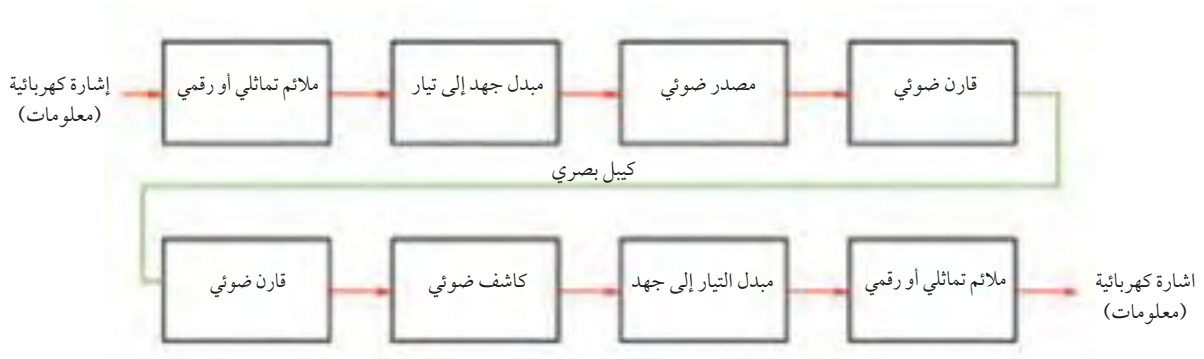 إشارة كهربائية
(معلومات)
ملائم تماثلي أو رقمي
مبدل جهد إلى تيار
مصدر ضوئي
قارن ضوئي
كيبل بصري
قارن ضوئي
كاشف ضوئي
مبدل التيار إلى جهد
ملائم تماثلي أو رقمي
اشارة كهربائية
(معلومات)